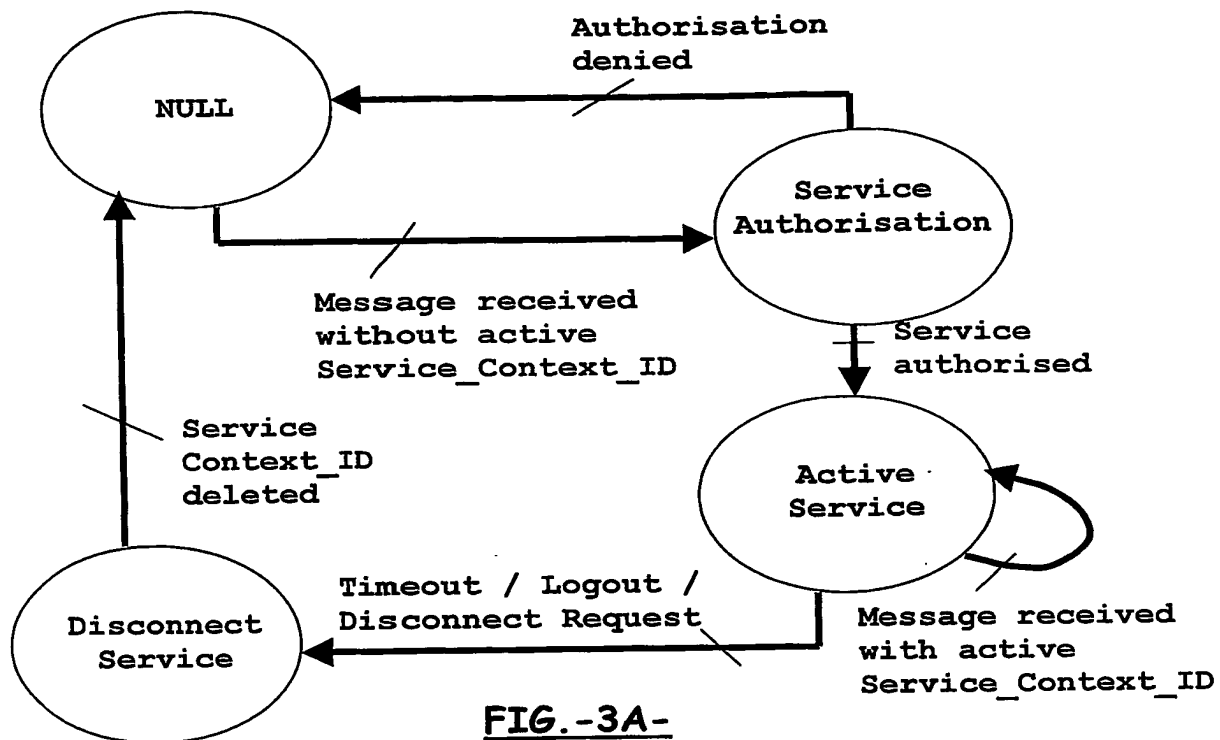 Authorisation
denied
NULL
Service
Authorisation
Message received
without active
Service_Context_ID
Service
authorised
Service
Context_ID
deleted
Active
Service
Timeout / Logout /
Disconnect Request
Disconnect
Service
Message received
with active
Service_Context_ID
FIG.-3A-